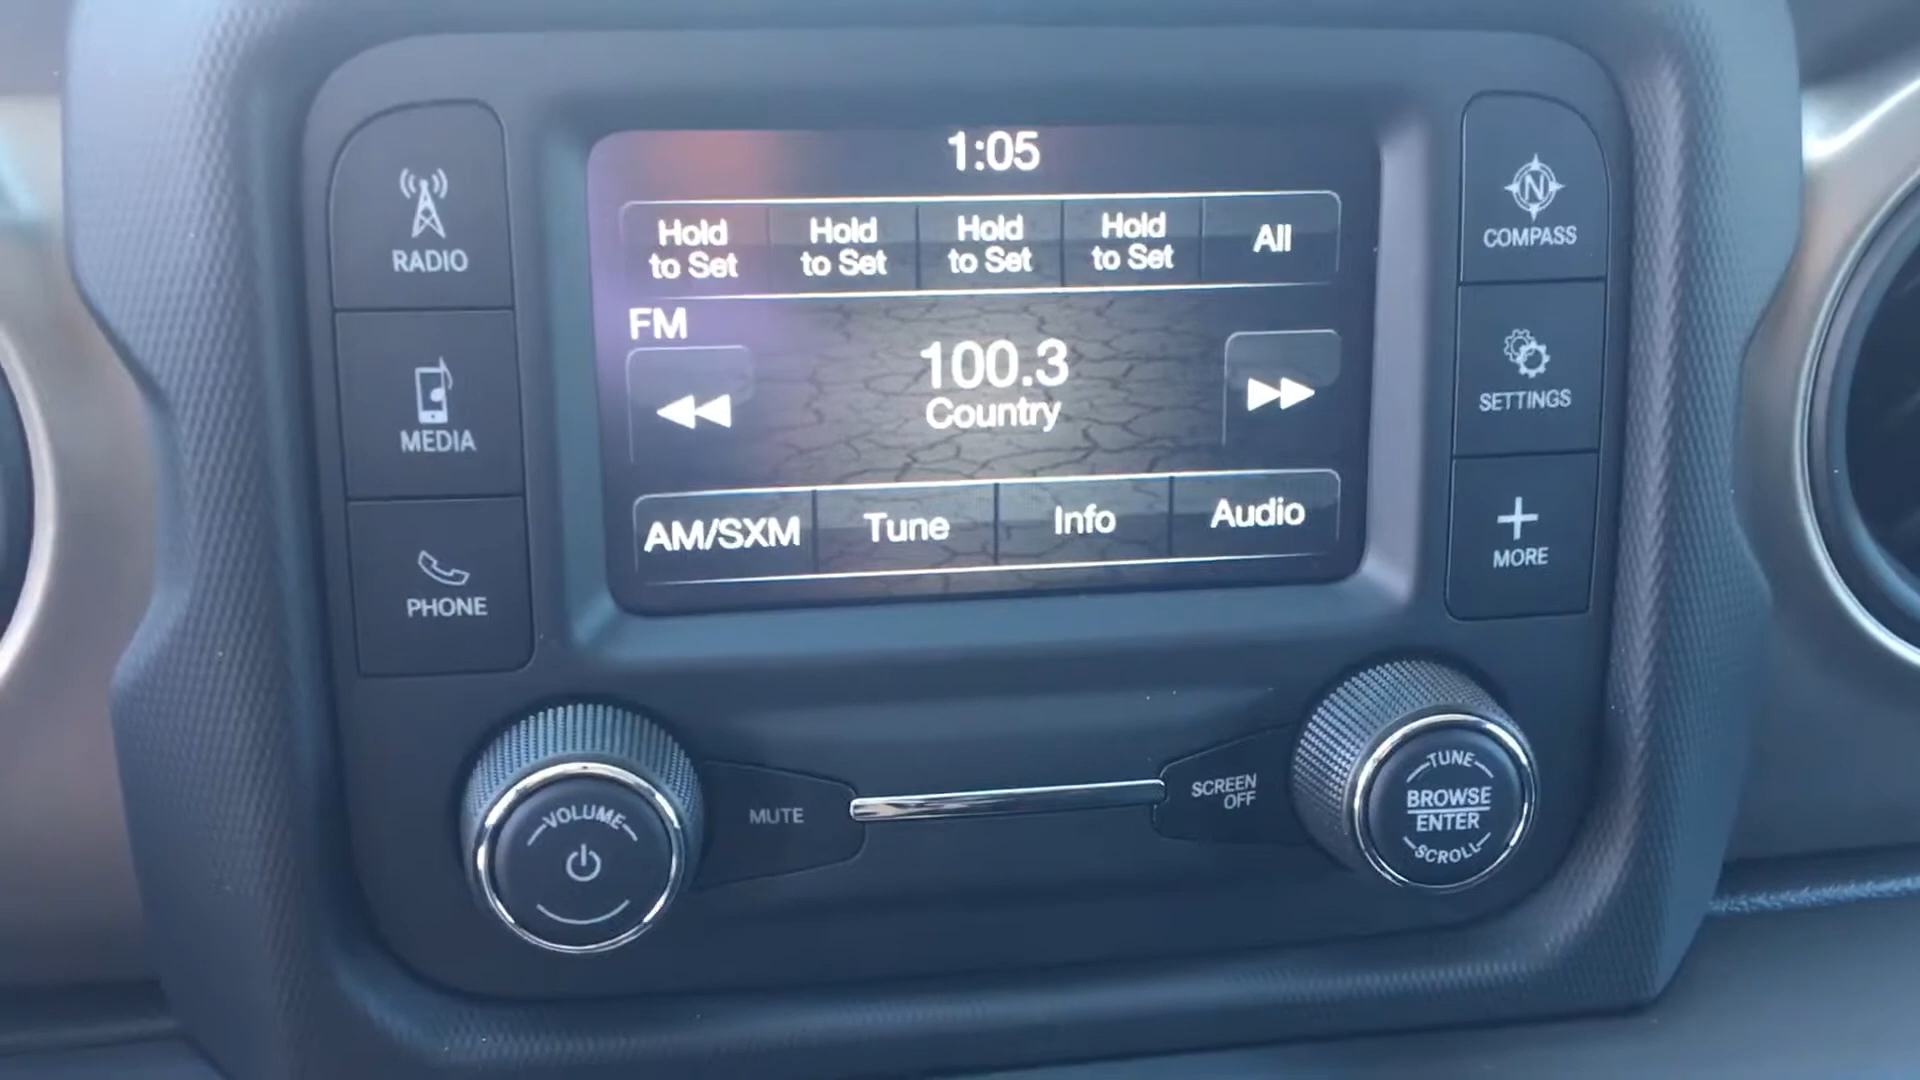 1:05
Hold to Set
Hold to Set
Hold to Set
Hold to Set
All
FM
100.3
Country
AM/SXM
Tune
Info
Audio
RADIO
MEDIA
PHONE
N
COMPASS
SETTINGS
MORE
VOLUME
MUTE
SCREEN
OFF
TUNE
BROWSE
ENTER
SCROLL